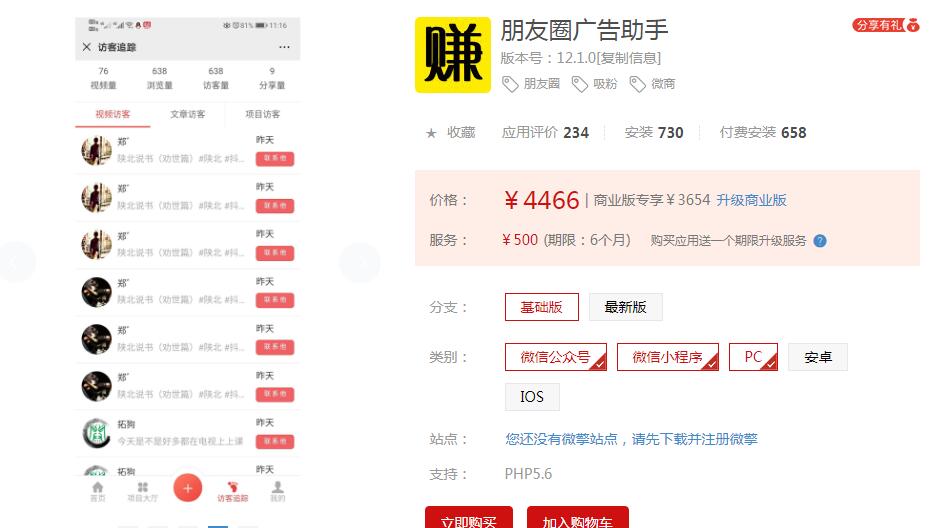 81% 11:16
访客追踪
76 638 638 9
视频量 浏览量 访客量 分享量
视频访客 文章访客 项目访客
郑 昨天
陕北说书（劝世篇）#陕北 #抖... 联系他
郑 昨天
陕北说书（劝世篇）#陕北 #抖... 联系他
郑 昨天
陕北说书（劝世篇）#陕北 #抖... 联系他
郑 昨天
陕北说书（劝世篇）#陕北 #抖... 联系他
郑 昨天
陕北说书（劝世篇）#陕北 #抖... 联系他
郑 昨天
陕北说书（劝世篇）#陕北 #抖... 联系他
拓狗 昨天
今天是不是好多都在电视上上课 联系他
拓狗 昨天
首页 项目大厅 访客追踪 我的
赚
朋友圈广告助手
分享有礼
版本号：12.1.0[复制信息]
朋友圈 吸粉 微商
★ 收藏 应用评价 234 安装 730 付费安装 658
价格： ￥4466 | 商业版专享￥3654 升级商业版
服务： ￥500 (期限：6个月) 购买应用送一个期限升级服务 ?
分支： 基础版 最新版
类别： 微信公众号 微信小程序 PC 安卓
IOS
站点： 您还没有微擎站点，请先下载并注册微擎
支持： PHP5.6
立即购买 加入购物车